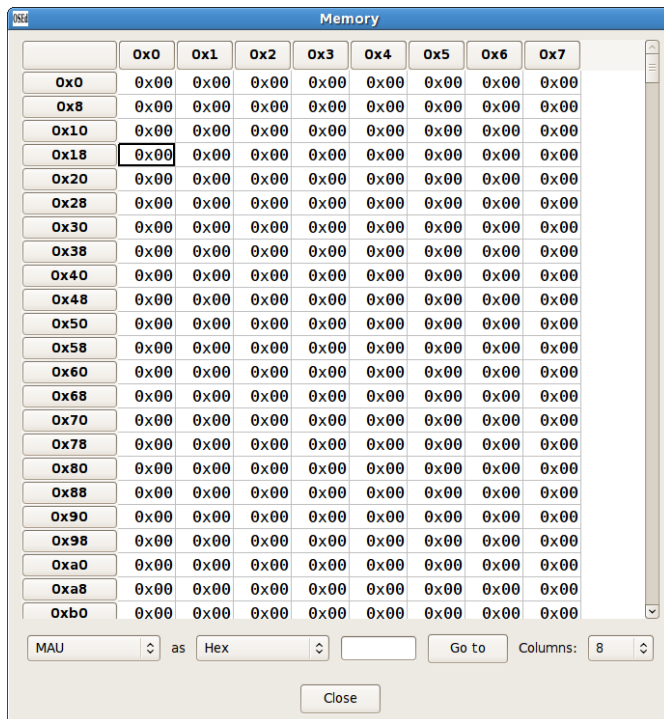 OSEd Memory
0x0 0x1 0x2 0x3 0x4 0x5 0x6 0x7
0x0 0x00 0x00 0x00 0x00 0x00 0x00 0x00 0x00
0x8 0x00 0x00 0x00 0x00 0x00 0x00 0x00 0x00
0x10 0x00 0x00 0x00 0x00 0x00 0x00 0x00 0x00
0x18 0x00 0x00 0x00 0x00 0x00 0x00 0x00 0x00
0x20 0x00 0x00 0x00 0x00 0x00 0x00 0x00 0x00
0x28 0x00 0x00 0x00 0x00 0x00 0x00 0x00 0x00
0x30 0x00 0x00 0x00 0x00 0x00 0x00 0x00 0x00
0x38 0x00 0x00 0x00 0x00 0x00 0x00 0x00 0x00
0x40 0x00 0x00 0x00 0x00 0x00 0x00 0x00 0x00
0x48 0x00 0x00 0x00 0x00 0x00 0x00 0x00 0x00
0x50 0x00 0x00 0x00 0x00 0x00 0x00 0x00 0x00
0x58 0x00 0x00 0x00 0x00 0x00 0x00 0x00 0x00
0x60 0x00 0x00 0x00 0x00 0x00 0x00 0x00 0x00
0x68 0x00 0x00 0x00 0x00 0x00 0x00 0x00 0x00
0x70 0x00 0x00 0x00 0x00 0x00 0x00 0x00 0x00
0x78 0x00 0x00 0x00 0x00 0x00 0x00 0x00 0x00
0x80 0x00 0x00 0x00 0x00 0x00 0x00 0x00 0x00
0x88 0x00 0x00 0x00 0x00 0x00 0x00 0x00 0x00
0x90 0x00 0x00 0x00 0x00 0x00 0x00 0x00 0x00
0x98 0x00 0x00 0x00 0x00 0x00 0x00 0x00 0x00
0xa0 0x00 0x00 0x00 0x00 0x00 0x00 0x00 0x00
0xa8 0x00 0x00 0x00 0x00 0x00 0x00 0x00 0x00
0xb0 0x00 0x00 0x00 0x00 0x00 0x00 0x00 0x00
MAU as Hex Go to Columns: 8
Close